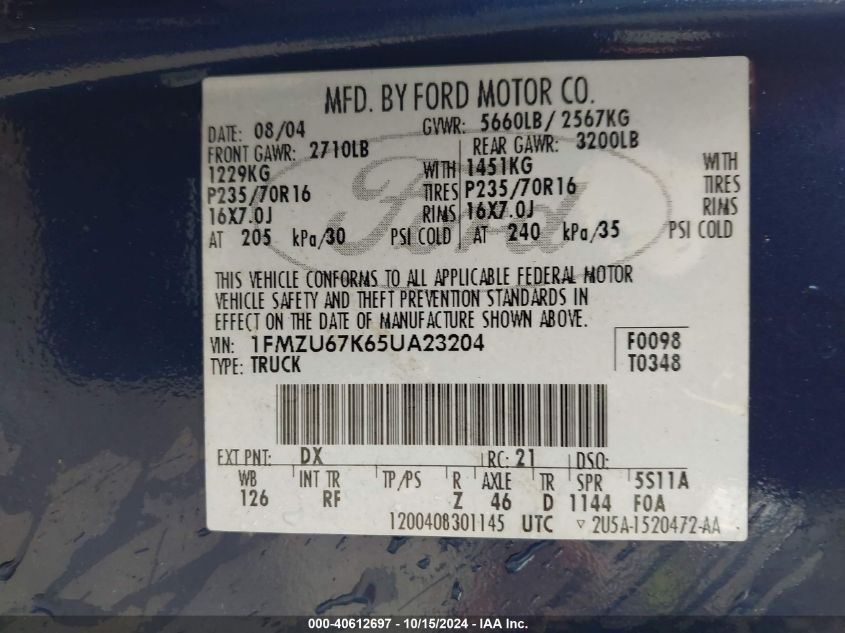 MFD. BY FORD MOTOR CO.
DATE: 08/04 GVWR: 5660LB/ 2567KG
FRONT GAWR: 2710LB REAR GAWR: 3200LB
1229KG WITH 1451KG WITH
P235/70R16 TIRES P235/70R16 TIRES
16X7.0J RIMS 16X7.0J RIMS
AT 205 kPa/30 PSI COLD AT 240 kPa/35 PSI COLD
Ford
THIS VEHICLE CONFORMS TO ALL APPLICABLE FEDERAL MOTOR
VEHICLE SAFETY AND THEFT PREVENTION STANDARDS IN
EFFECT ON THE DATE OF MANUFACTURE SHOWN ABOVE.
VIN: 1FMZU67K65UA23204 F0098
TYPE: TRUCK T0348
EXT PNT: DX RC: 21 DSO:
WB INT TR TP/PS R AXLE TR SPR 5S11A
126 RF Z 46 D 1144 FOA
1200408301145 UTC ▿ 2U5A-1520472-AA
000-40612697 - 10/15/2024 - IAA Inc.